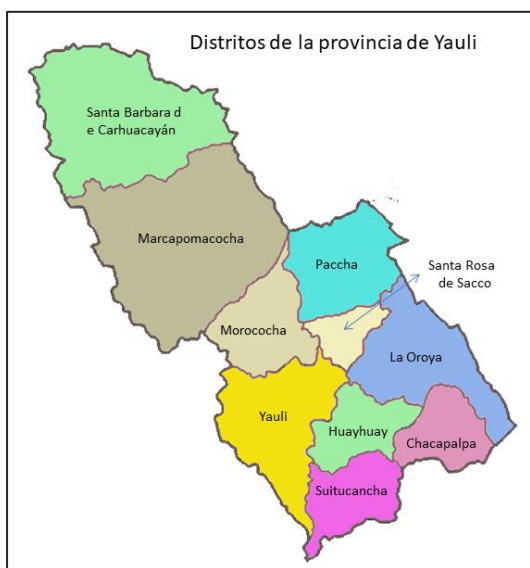 Distritos de la provincia de Yauli
Santa Barbara d
e Carhuacayán
Marcapomacocha
Paccha
Santa Rosa
de Sacco
Morococha
La Oroya
Yauli
Huayhuay
Chacapalpa
Suitucancha